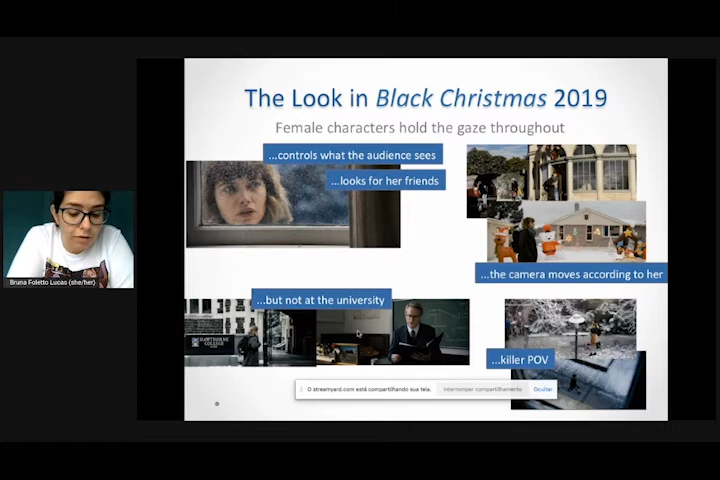 The Look in Black Christmas 2019
Female characters hold the gaze throughout
...controls what the audience sees
...looks for her friends
...the camera moves according to her
...but not at the university
HAWTHORNE
COLLEGE
...killer POV
O streamyard.com está compartilhando sua tela.
Interromper compartilhamento
Ocultar
Bruna Foletto Lucas (she/her)